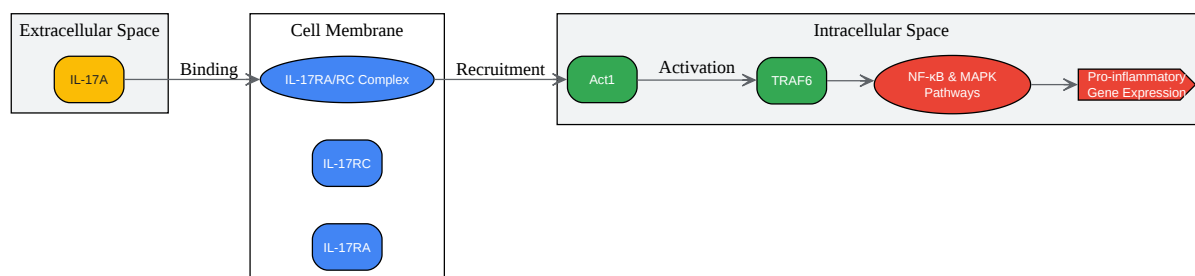 Extracellular Space
IL-17A
Binding
Cell Membrane
IL-17RA/RC Complex
IL-17RC
IL-17RA
Recruitment
Intracellular Space
Act1
Activation
TRAF6
NF-κB & MAPK
Pathways
Pro-inflammatory
Gene Expression